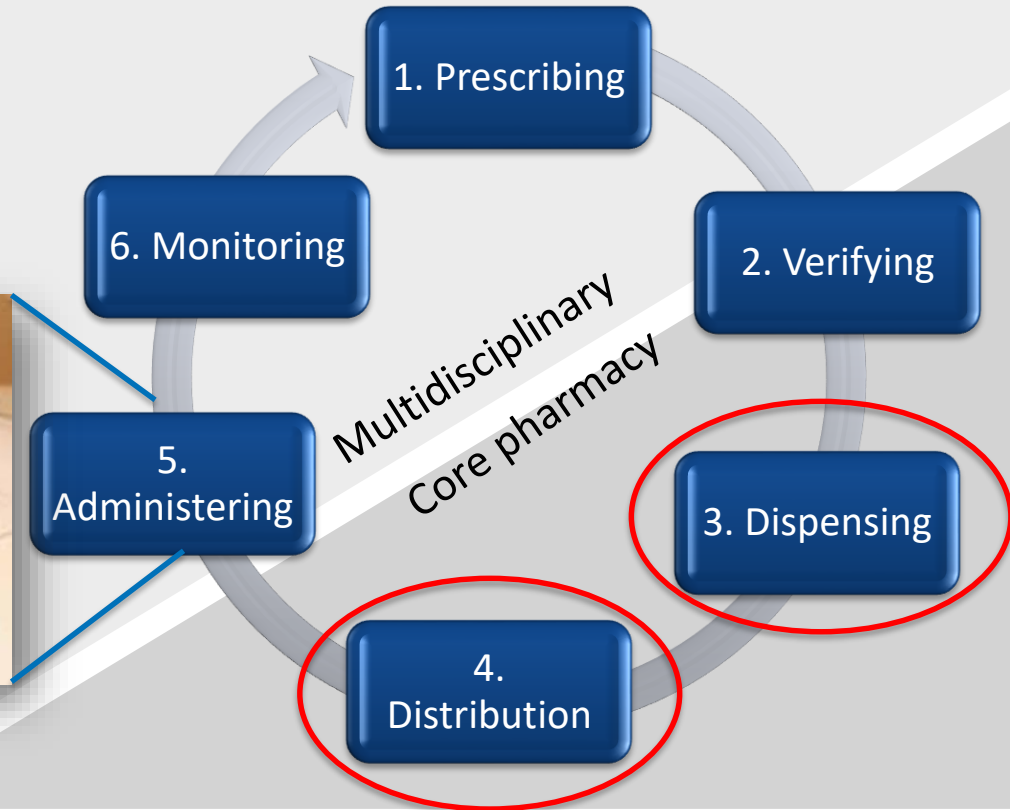 1. Prescribing
2. Verifying
3. Dispensing
4.
Distribution
5.
Administering
6. Monitoring
Multidisciplinary
Core pharmacy